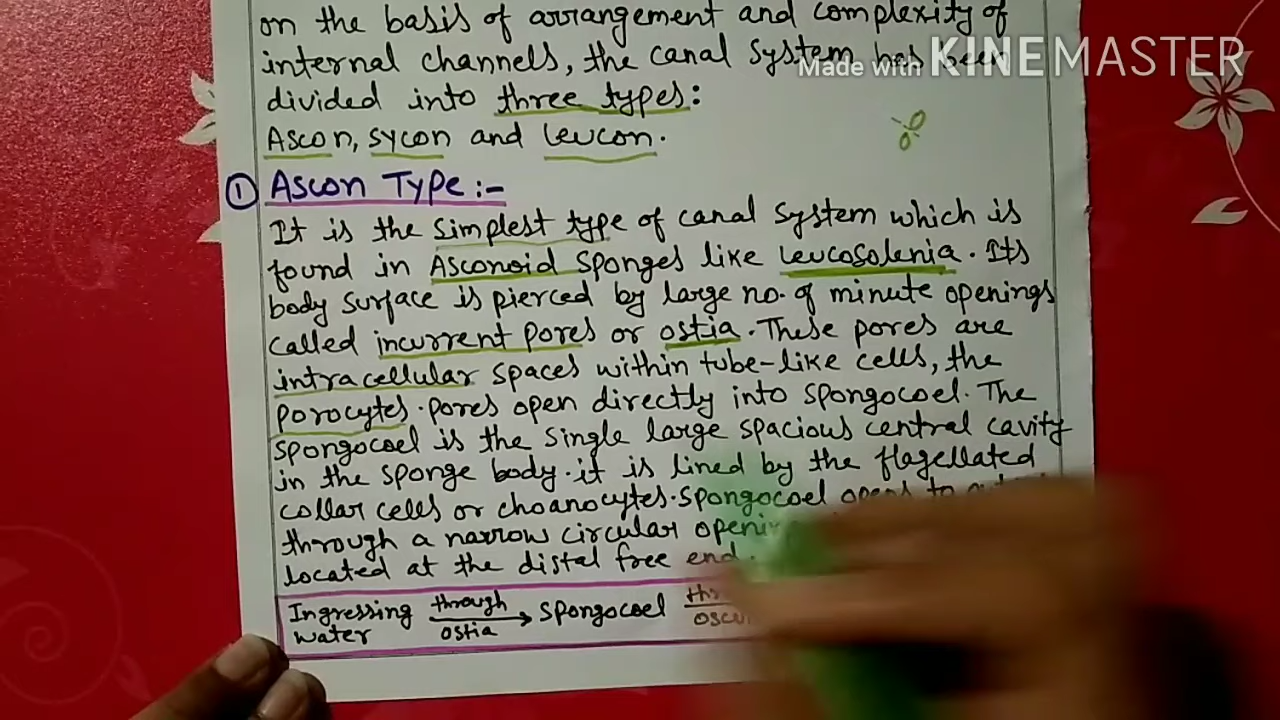 on the basis of arrangement and complexity of
internal channels, the canal system has been
Made with KINEMASTER
divided into three types:
Ascon, sycon and leucon.
① Ascon Type :-
It is the simplest type of canal system which is
found in Asconoid sponges like leucosolenia. Its
body surface is pierced by large no. of minute openings
called incurrent pores or ostia. These pores are
intracellular spaces within tube-like cells, the
porocytes. pores open directly into spongocoel. The
spongocoel is the single large spacious central cavity
in the sponge body. it is lined by the flagellated
collar cells or choanocytes. spongocoel opens to
through a narrow circular
located at the distal free end.
Ingressing water through ostia → spongocoel